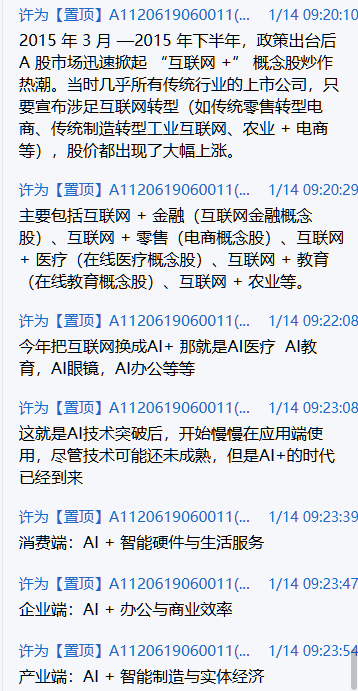 许为【置顶】A1120619060011(... 1/14 09:20:10
2015 年 3 月 —2015 年下半年，政策出台后
A 股市场迅速掀起 “互联网 +” 概念股炒作
热潮。当时几乎所有传统行业的上市公司，只
要宣布涉足互联网转型（如传统零售转型电
商、传统制造转型工业互联网、农业 + 电商
等），股价都出现了大幅上涨。
许为【置顶】A1120619060011(... 1/14 09:20:29
主要包括互联网 + 金融（互联网金融概念
股）、互联网 + 零售（电商概念股）、互联网
+ 医疗（在线医疗概念股）、互联网 + 教育
（在线教育概念股）、互联网 + 农业等。
许为【置顶】A1120619060011(... 1/14 09:22:08
今年把互联网换成AI+ 那就是AI医疗 AI教
育，AI眼镜，AI办公等等
许为【置顶】A1120619060011(... 1/14 09:23:08
这就是AI技术突破后，开始慢慢在应用端使
用，尽管技术可能还未成熟，但是AI+的时代
已经到来
许为【置顶】A1120619060011(... 1/14 09:23:39
消费端：AI + 智能硬件与生活服务
许为【置顶】A1120619060011(... 1/14 09:23:47
企业端：AI + 办公与商业效率
许为【置顶】A1120619060011(... 1/14 09:23:54
产业端：AI + 智能制造与实体经济